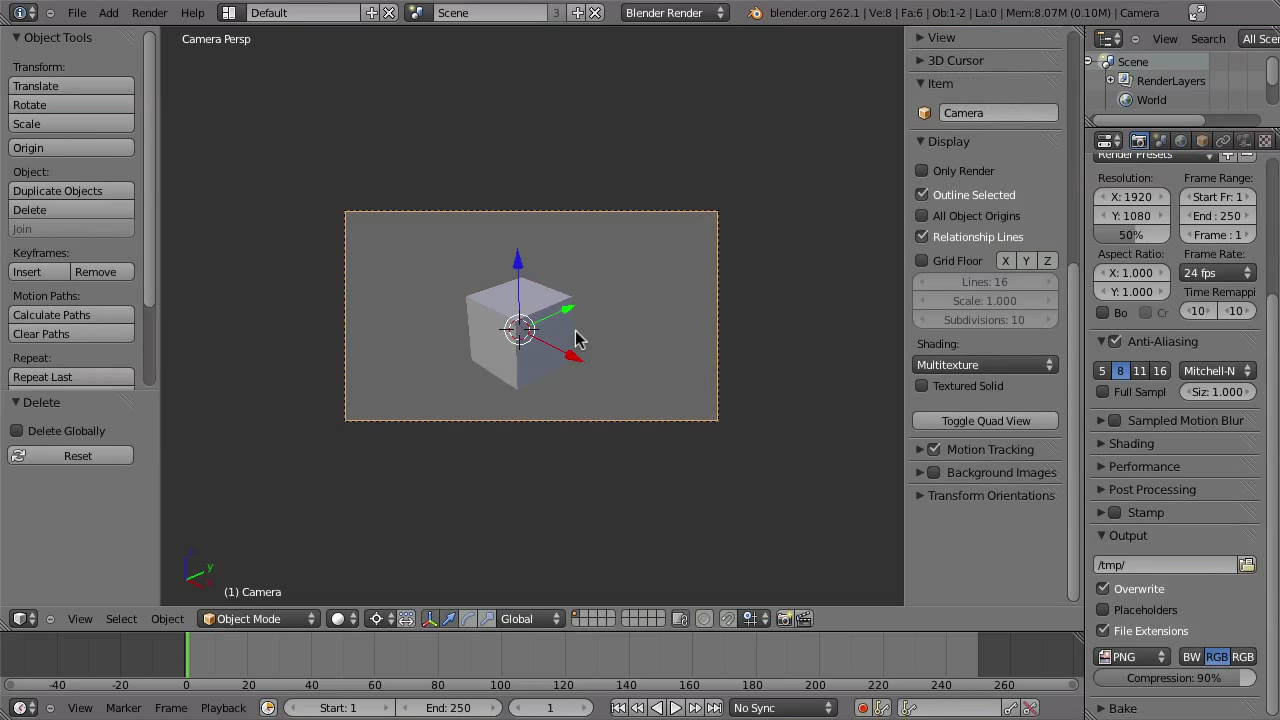 File Add Render Help Default Scene 3 Blender Render blender.org 262.1 | Ve:8 | Fa:6 | Ob:1-2 | La:0 | Mem:8.07M (0.10M) | Camera
Object Tools
Transform:
Translate
Rotate
Scale
Origin
Object:
Duplicate Objects
Delete
Join
Keyframes:
Insert Remove
Motion Paths:
Calculate Paths
Clear Paths
Repeat:
Repeat Last
Delete
Delete Globally
Reset
Camera Persp
y
(1) Camera
View
3D Cursor
Item
Camera
Display
Only Render
Outline Selected
All Object Origins
Relationship Lines
Grid Floor X Y Z
Lines: 16
Scale: 1.000
Subdivisions: 10
Shading:
Multitexture
Textured Solid
Toggle Quad View
Motion Tracking
Background Images
Transform Orientations
View Search All Scen
Scene
RenderLayers
World
Render Presets
Resolution: Frame Range:
X: 1920 Start Fr: 1
Y: 1080 End : 250
50% Frame : 1
Aspect Ratio: Frame Rate:
X: 1.000 24 fps
Y: 1.000 Time Remappi
Bo Cr 10 10
Anti-Aliasing
5 8 11 16 Mitchell-N
Full Sampl Siz: 1.000
Sampled Motion Blur
Shading
Performance
Post Processing
Stamp
Output
/tmp/
Overwrite
Placeholders
File Extensions
PNG BW RGB RGB
Compression: 90%
Bake
View Select Object Object Mode Global
-40 -20 0 20 40 60 80 100 120 140 160 180 200 220 240 260
View Marker Frame Playback Start: 1 End: 250 1 No Sync